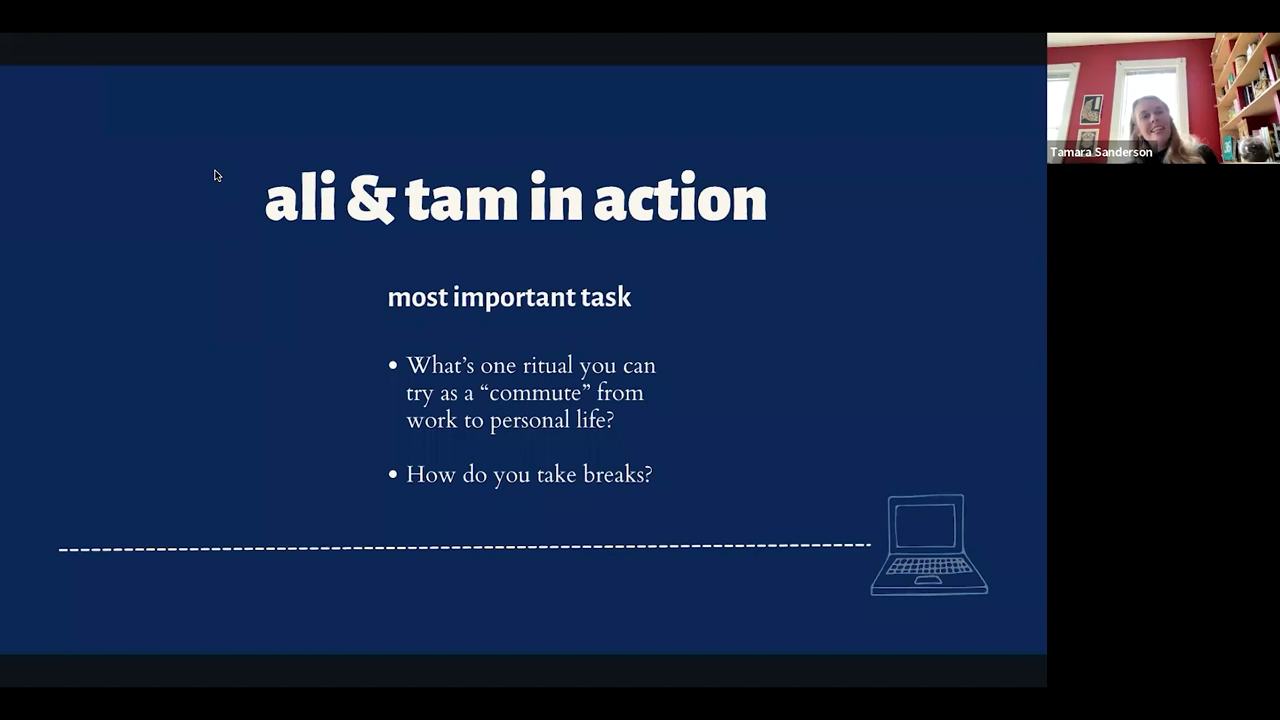 ali & tam in action
most important task
• What's one ritual you can
try as a “commute” from
work to personal life?
• How do you take breaks?
Tamara Sanderson